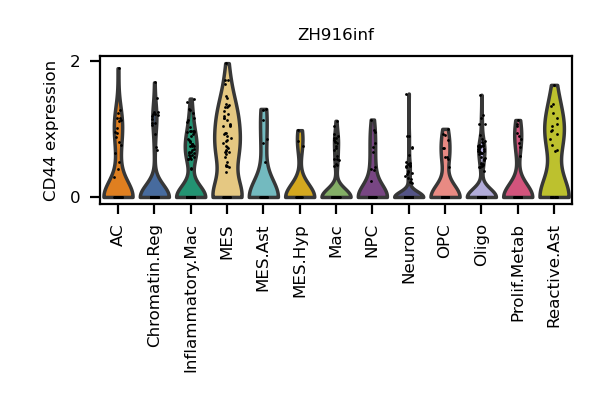 ZH916inf
CD44 expression
2
0
AC
Chromatin.Reg
Inflammatory.Mac
MES
MES.Ast
MES.Hyp
Mac
NPC
Neuron
OPC
Oligo
Prolif.Metab
Reactive.Ast